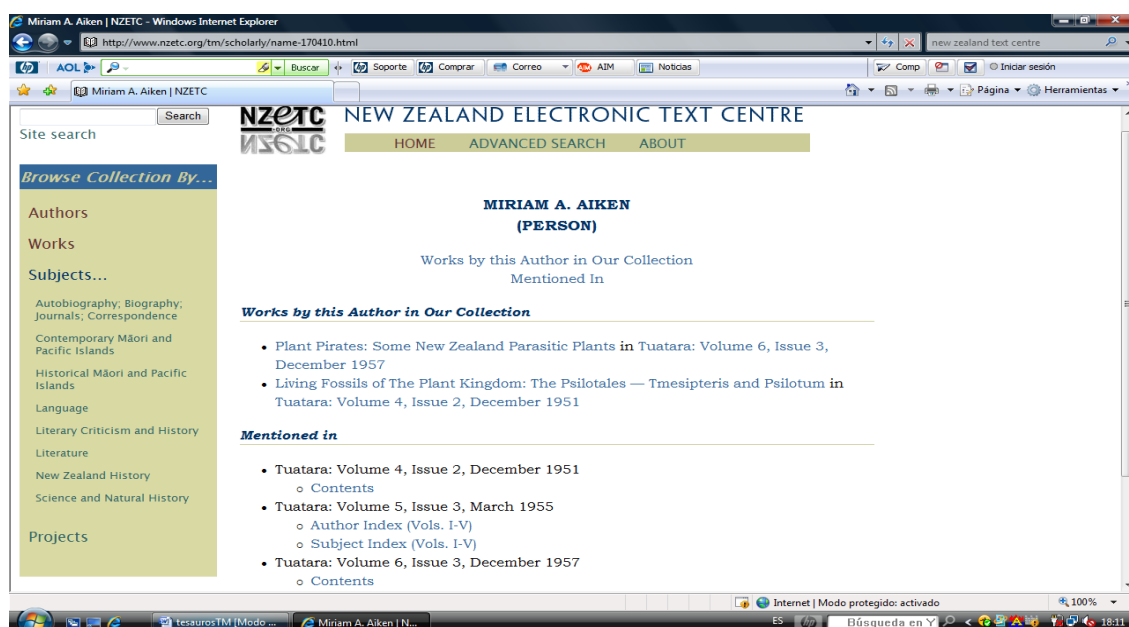 Miriam A. Aiken | NZETC - Windows Internet Explorer
http://www.nzetc.org/tm/scholarly/name-170410.html
new zealand text centre
AOL
Buscar
Soporte
Comprar
Correo
AIM
Noticias
Comp
Iniciar sesión
Miriam A. Aiken | NZETC
Página
Herramientas
Search
Site search
NZETC
.ORG
NEW ZEALAND ELECTRONIC TEXT CENTRE
HOME ADVANCED SEARCH ABOUT
Browse Collection By...
Authors
Works
Subjects...
Autobiography; Biography;
Journals; Correspondence
Contemporary Māori and
Pacific Islands
Historical Māori and Pacific
Islands
Language
Literary Criticism and History
Literature
New Zealand History
Science and Natural History
Projects
MIRIAM A. AIKEN
(PERSON)
Works by this Author in Our Collection
Mentioned In
Works by this Author in Our Collection
• Plant Pirates: Some New Zealand Parasitic Plants in Tuatara: Volume 6, Issue 3,
December 1957
• Living Fossils of The Plant Kingdom: The Psilotales — Tmesipteris and Psilotum in
Tuatara: Volume 4, Issue 2, December 1951
Mentioned in
• Tuatara: Volume 4, Issue 2, December 1951
o Contents
• Tuatara: Volume 5, Issue 3, March 1955
o Author Index (Vols. I-V)
o Subject Index (Vols. I-V)
• Tuatara: Volume 6, Issue 3, December 1957
o Contents
Internet | Modo protegido: activado
100%
tesaurosTM [Modo ...
Miriam A. Aiken | N...
ES
hp
Búsqueda en Y
18:11